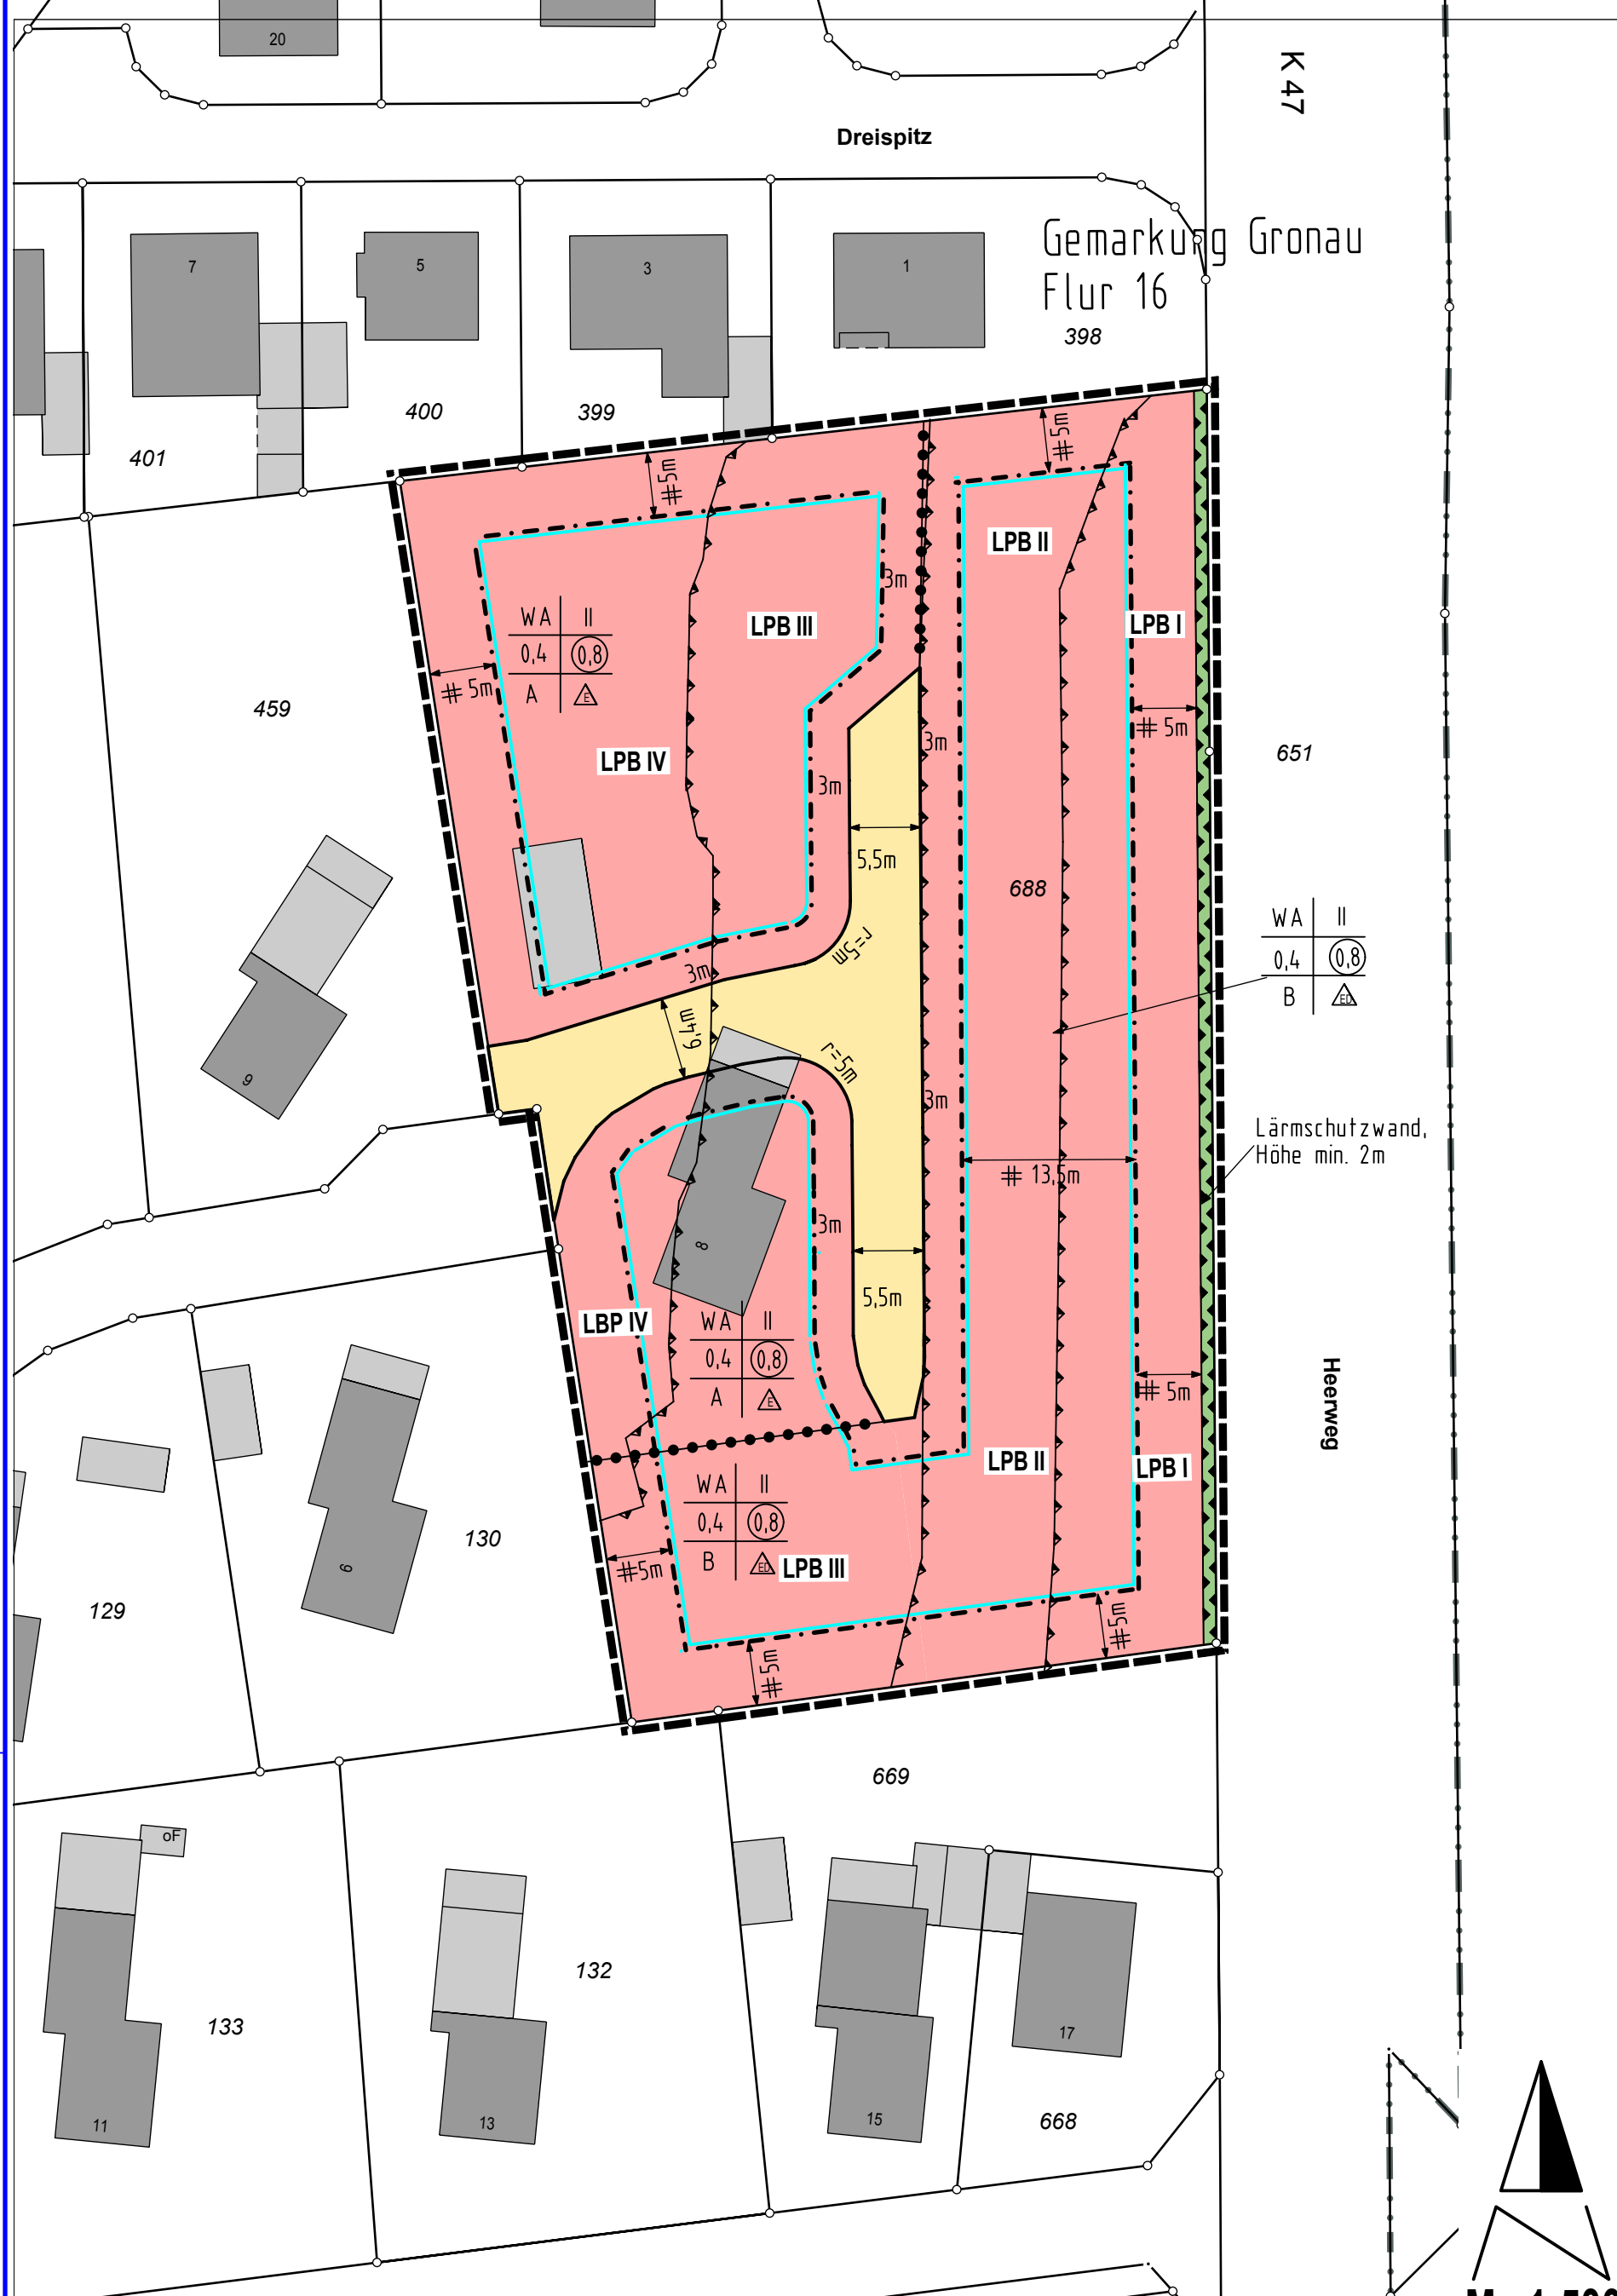 20
K 47
Dreispitz
Gemarkung Gronau
Flur 16
7
5
3
1
398
400
399
401
# 5m
# 5m
LPB II
3m
WA II
0,4 0,8
A E
LPB III
LPB I
# 5m
459
3m
# 5m
651
LPB IV
3m
5,5m
688
WA II
0,4 0,8
B ED
r=5m
3m
6,4m
r=5m
9
3m
Lärmschutzwand,
Höhe min. 2m
# 13,5m
3m
8
5,5m
LBP IV
WA II
0,4 0,8
A E
# 5m
Heerweg
LPB II
LPB I
WA II
0,4 0,8
B ED
LPB III
130
6
#5m
129
#5m
#5m
669
oF
132
133
17
11
13
15
668